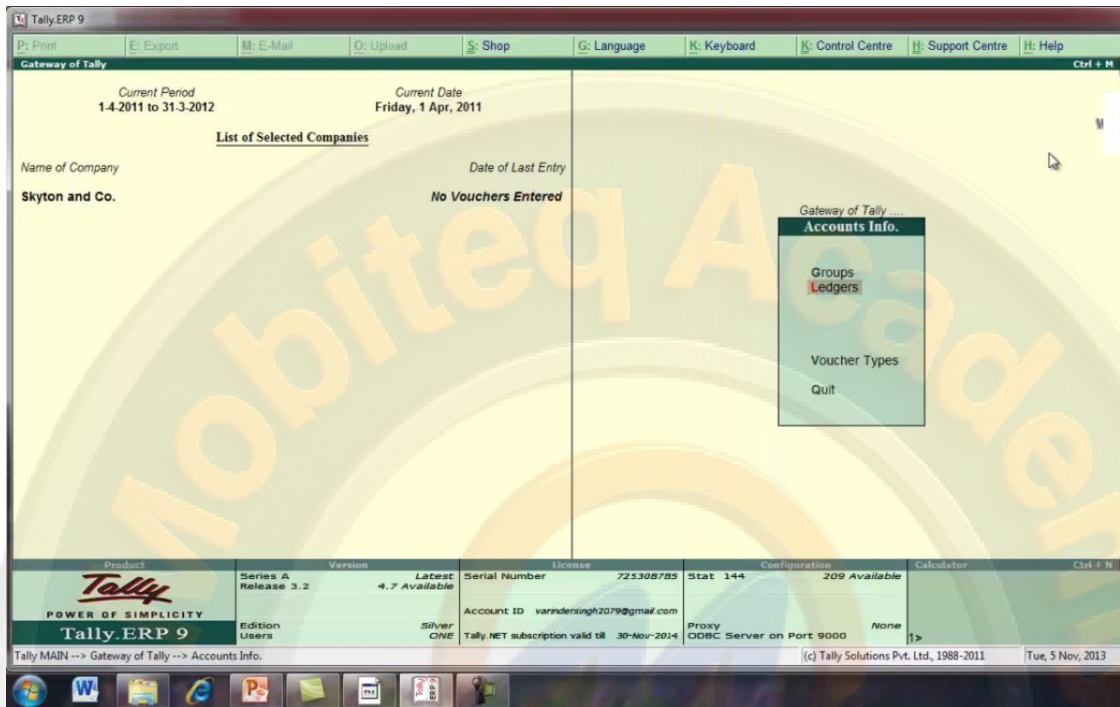 Tally.ERP 9
P: Print E: Export M: E-Mail O: Upload S: Shop G: Language K: Keyboard K: Control Centre H: Support Centre H: Help
Gateway of Tally Ctrl + M
Current Period Current Date
1-4-2011 to 31-3-2012 Friday, 1 Apr, 2011
List of Selected Companies
Name of Company Date of Last Entry
Skyton and Co. No Vouchers Entered
Gateway of Tally ....
Accounts Info.
Groups
Ledgers
Voucher Types
Quit
Mobiteq Academ
Product Version License Configuration Calculator Ctrl + N
Tally
POWER OF SIMPLICITY
Tally.ERP 9
Series A Latest
Release 3.2 4.7 Available
Edition Silver
Users ONE
Serial Number 725308785
Account ID varindersingh2079@gmail.com
Tally.NET subscription valid till 30-Nov-2014
Stat 144 209 Available
Proxy None
ODBC Server on Port 9000
1>
Tally MAIN --> Gateway of Tally --> Accounts Info. (c) Tally Solutions Pvt. Ltd., 1988-2011 Tue, 5 Nov, 2013